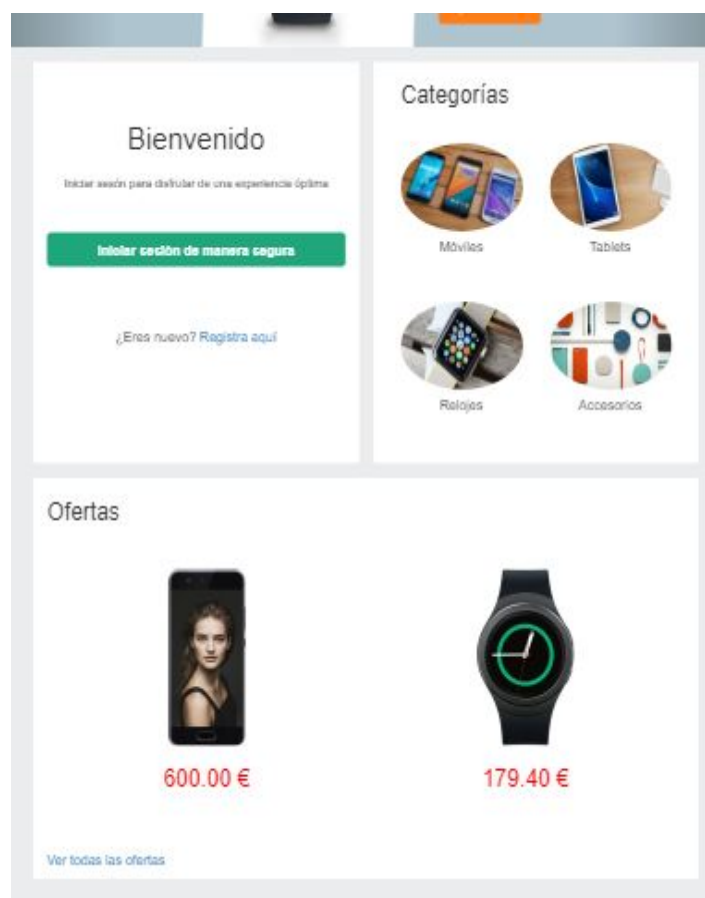 Bienvenido
Iniciar sesón para disfrutar de una experiencia óptima
Iniciar sesión de manera segura
¿Eres nuevo? Registra aquí
Categorías
Móviles
Tablets
Relojes
Accesorios
Ofertas
600.00 €
179.40 €
Ver todas las ofertas